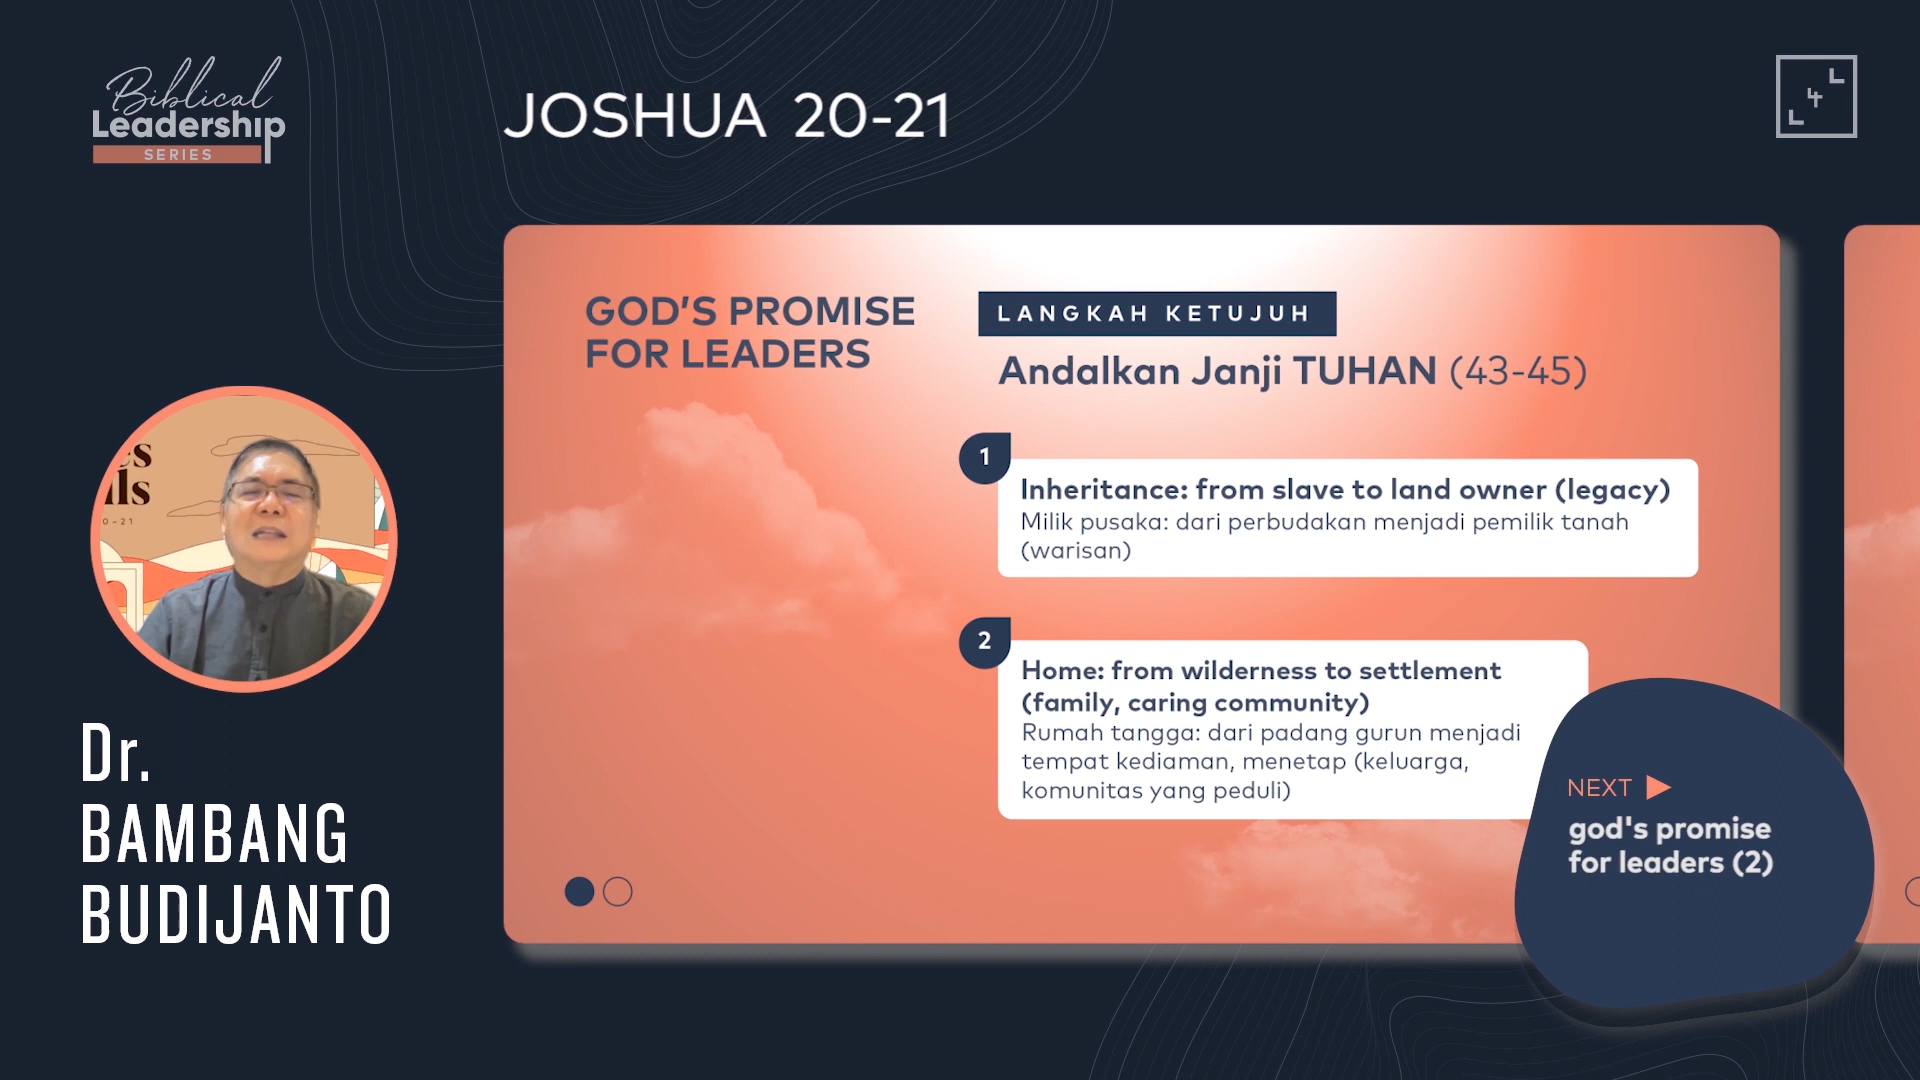 Biblical
Leadership
SERIES
JOSHUA 20-21
GOD'S PROMISE
FOR LEADERS
LANGKAH KETUJUH
Andalkan Janji TUHAN (43-45)
1
Inheritance: from slave to land owner (legacy)
Milik pusaka: dari perbudakan menjadi pemilik tanah
(warisan)
2
Home: from wilderness to settlement
(family, caring community)
Rumah tangga: dari padang gurun menjadi
tempat kediaman, menetap (keluarga,
komunitas yang peduli)
NEXT
god's promise
for leaders (2)
Dr.
BAMBANG
BUDIJANTO